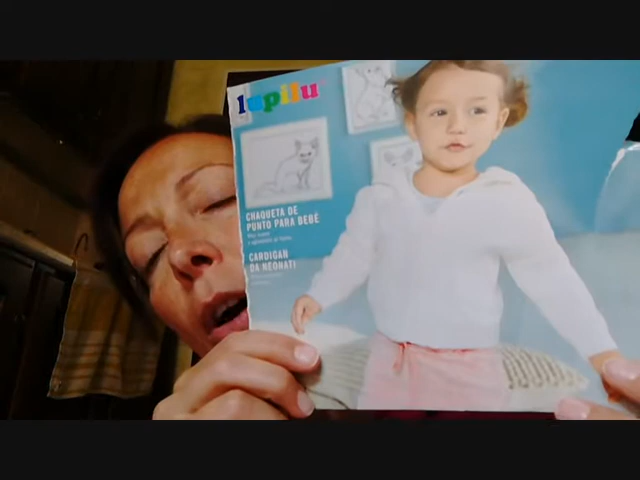 lupilu
CHAQUETA DE
PUNTO PARA BEBÉ
CARDIGAN
DA NEONATI